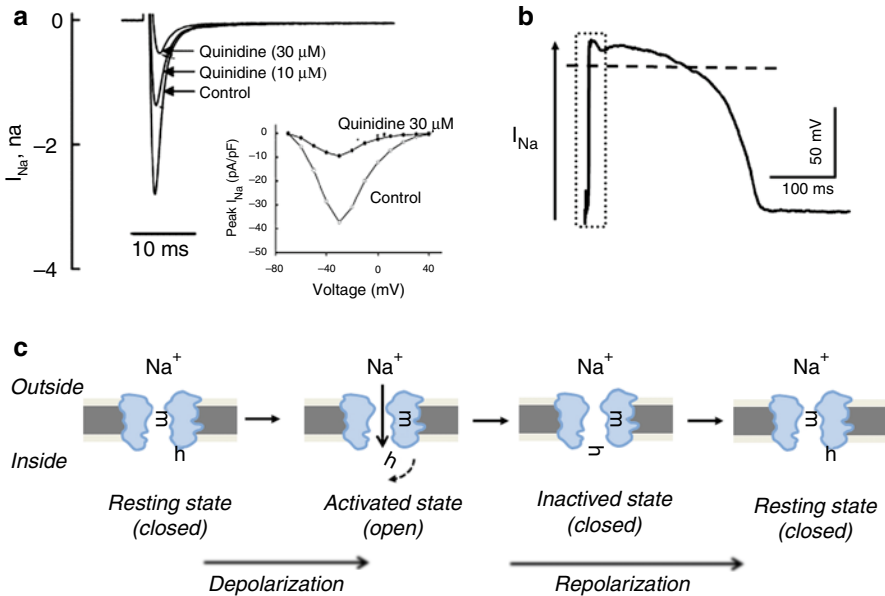 a
0
−2
−4
I_Na, na
Quinidine (30 μM)
Quinidine (10 μM)
Control
10 ms
0
−10
−20
−30
−40
−50
Peak I_Na (pA/pF)
Quinidine 30 μM
Control
−80
−40
0
40
Voltage (mV)
b
I_Na
50 mV
100 ms
c
Outside
Inside
Na+
m
h
Resting state
(closed)
Na+
m
h
Activated state
(open)
Na+
m
h
Inactived state
(closed)
Na+
m
h
Resting state
(closed)
Depolarization
Repolarization